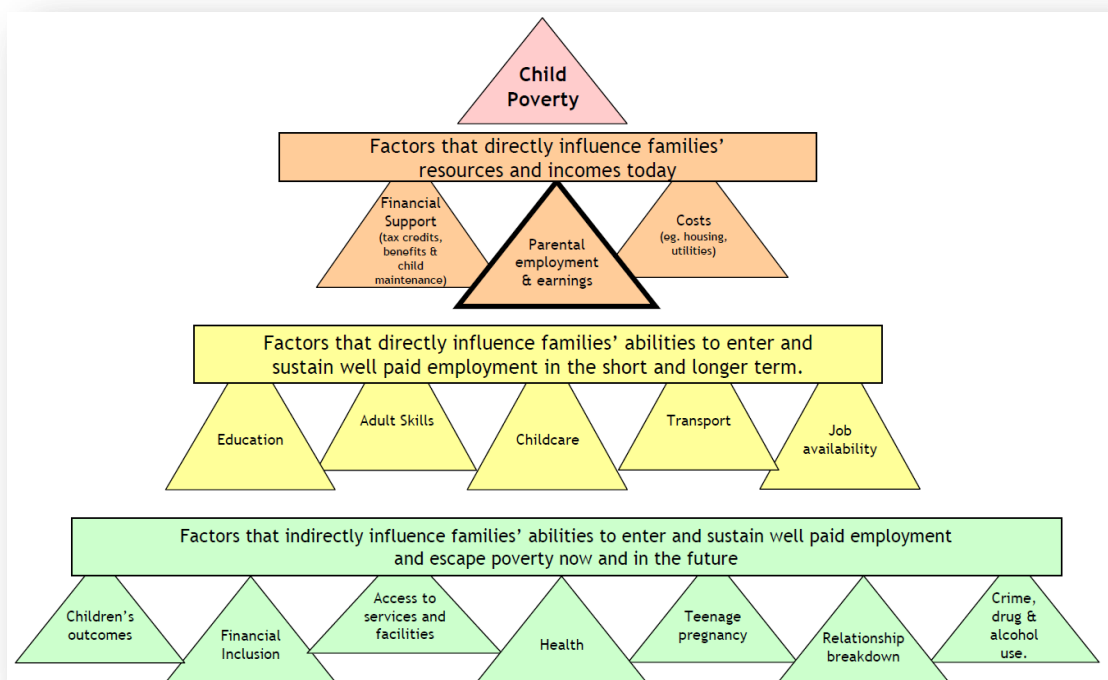 Child
Poverty
Factors that directly influence families’
resources and incomes today
Financial
Support
(tax credits,
benefits &
child
maintenance)
Parental
employment
& earnings
Costs
(eg. housing,
utilities)
Factors that directly influence families’ abilities to enter and
sustain well paid employment in the short and longer term.
Education
Adult Skills
Childcare
Transport
Job
availability
Factors that indirectly influence families’ abilities to enter and sustain well paid employment
and escape poverty now and in the future
Children’s
outcomes
Financial
Inclusion
Access to
services and
facilities
Health
Teenage
pregnancy
Relationship
breakdown
Crime,
drug &
alcohol
use.